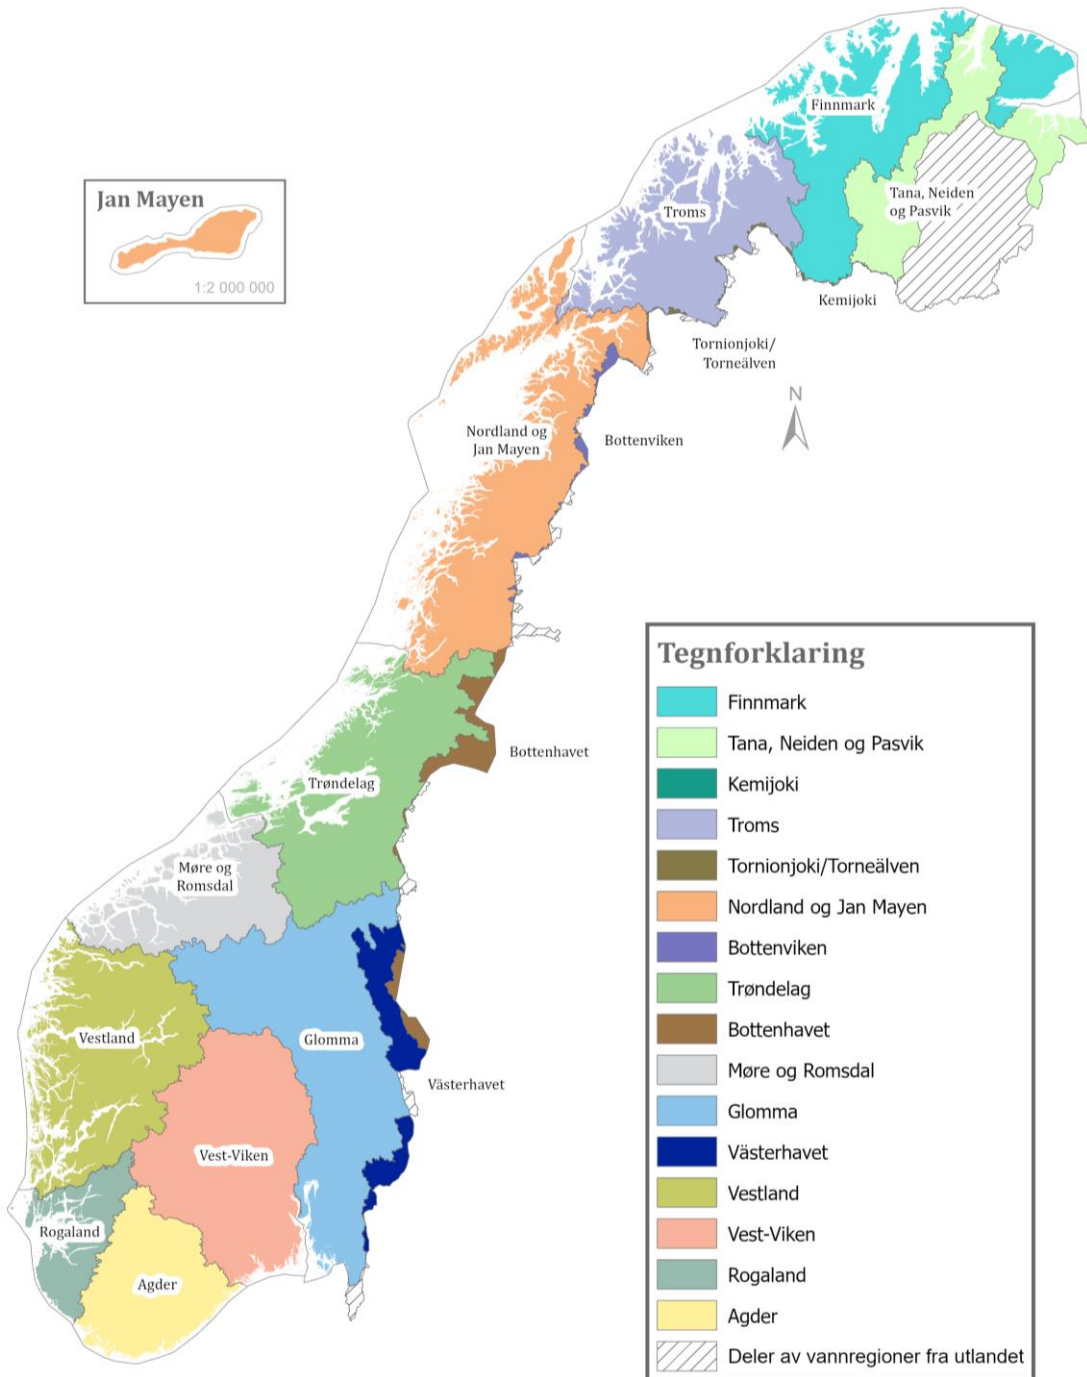 Finnmark
Jan Mayen
1:2 000 000
Troms
Tana, Neiden
og Pasvik
Kemijoki
Tornionjoki/
Torneälven
N
Nordland og
Jan Mayen
Bottenviken
Bottenhavet
Trøndelag
Møre og
Romsdal
Vestland
Glomma
Västerhavet
Vest-Viken
Rogaland
Agder
Tegnforklaring
Finnmark
Tana, Neiden og Pasvik
Kemijoki
Troms
Tornionjoki/Torneälven
Nordland og Jan Mayen
Bottenviken
Trøndelag
Bottenhavet
Møre og Romsdal
Glomma
Västerhavet
Vestland
Vest-Viken
Rogaland
Agder
Deler av vannregioner fra utlandet